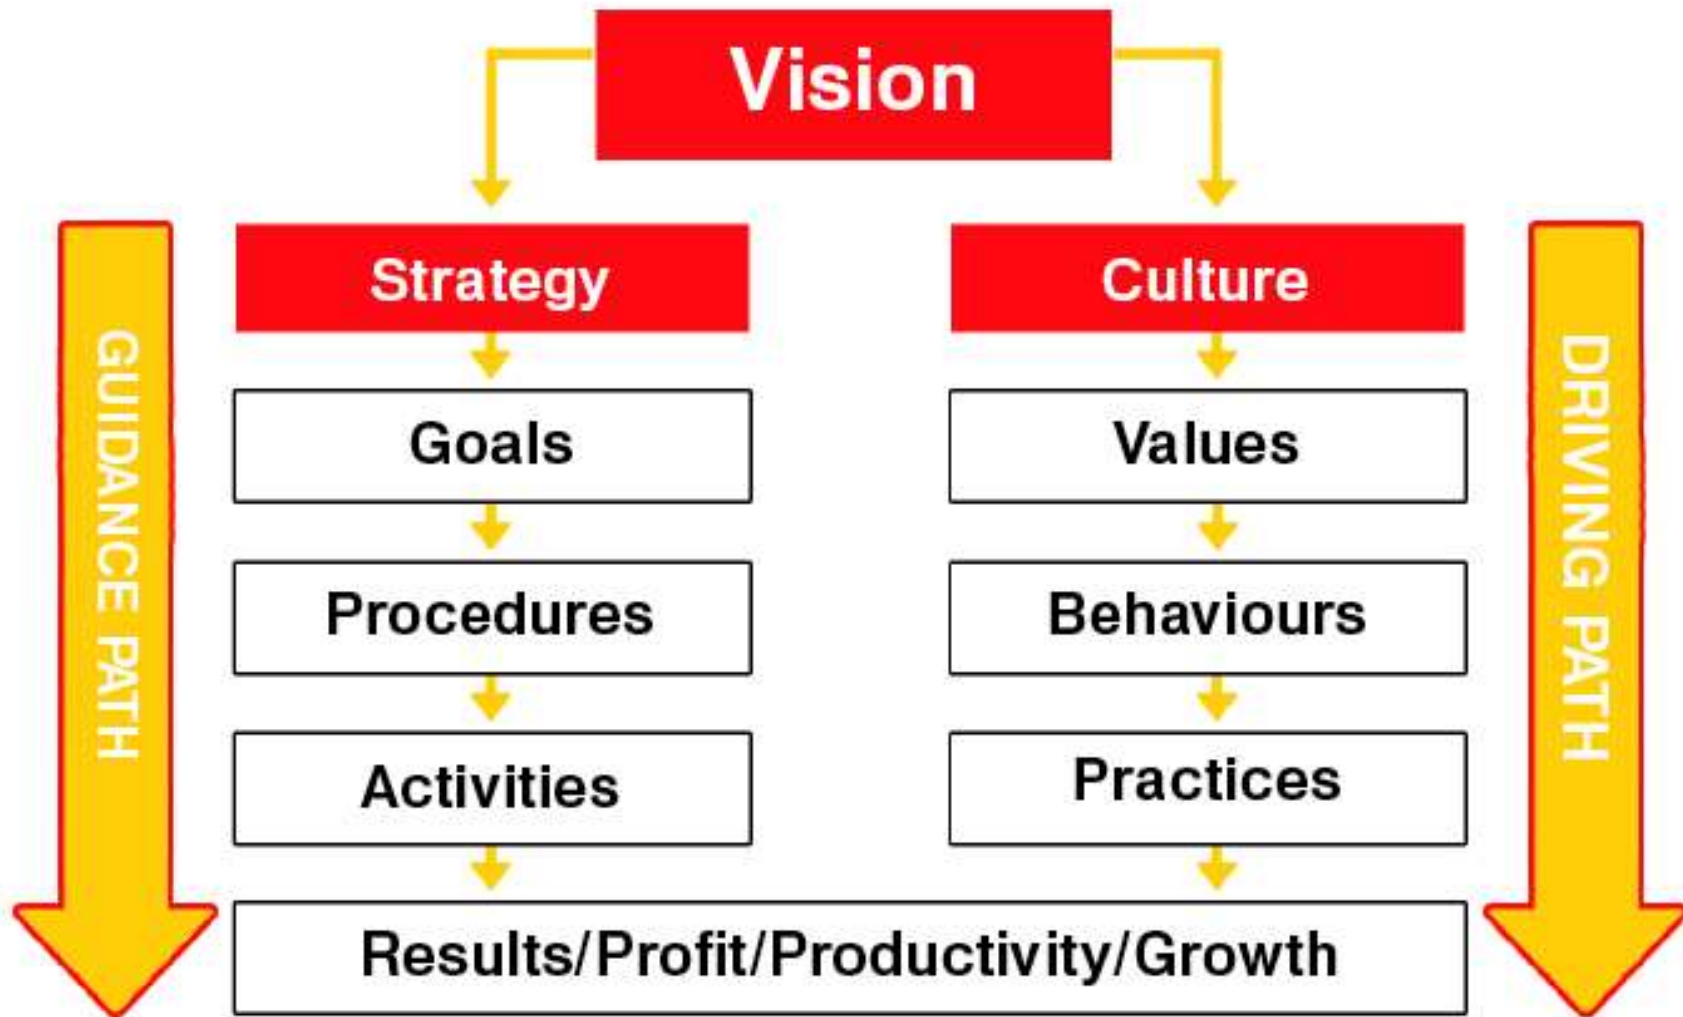 Vision
Strategy
Culture
GUIDANCE PATH
DRIVING PATH
Goals
Values
Procedures
Behaviours
Activities
Practices
Results/Profit/Productivity/Growth